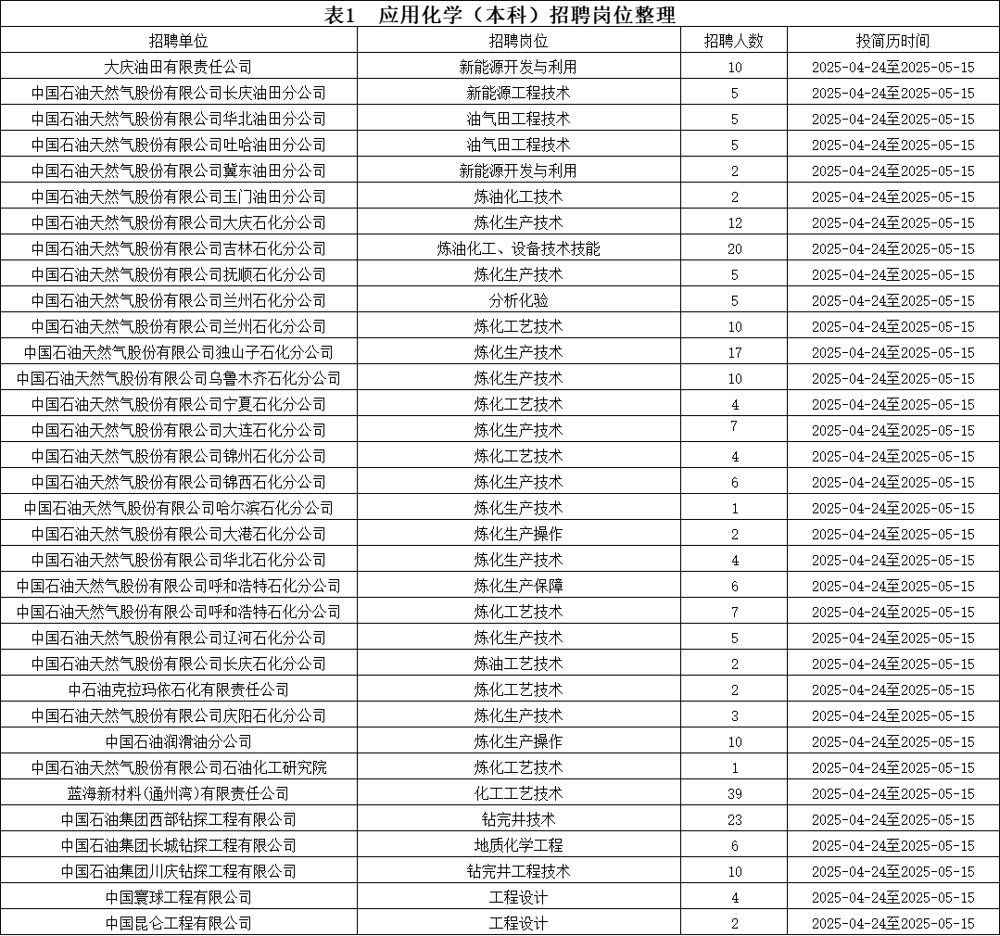 表1 应用化学（本科）招聘岗位整理
招聘单位 招聘岗位 招聘人数 投简历时间
大庆油田有限责任公司 新能源开发与利用 10 2025-04-24至2025-05-15
中国石油天然气股份有限公司长庆油田分公司 新能源工程技术 5 2025-04-24至2025-05-15
中国石油天然气股份有限公司华北油田分公司 油气田工程技术 5 2025-04-24至2025-05-15
中国石油天然气股份有限公司吐哈油田分公司 油气田工程技术 5 2025-04-24至2025-05-15
中国石油天然气股份有限公司冀东油田分公司 新能源开发与利用 2 2025-04-24至2025-05-15
中国石油天然气股份有限公司玉门油田分公司 炼油化工技术 2 2025-04-24至2025-05-15
中国石油天然气股份有限公司大庆石化分公司 炼化生产技术 12 2025-04-24至2025-05-15
中国石油天然气股份有限公司吉林石化分公司 炼油化工、设备技术技能 20 2025-04-24至2025-05-15
中国石油天然气股份有限公司抚顺石化分公司 炼化生产技术 5 2025-04-24至2025-05-15
中国石油天然气股份有限公司兰州石化分公司 分析化验 5 2025-04-24至2025-05-15
中国石油天然气股份有限公司兰州石化分公司 炼化工艺技术 10 2025-04-24至2025-05-15
中国石油天然气股份有限公司独山子石化分公司 炼化生产技术 17 2025-04-24至2025-05-15
中国石油天然气股份有限公司乌鲁木齐石化分公司 炼化生产技术 10 2025-04-24至2025-05-15
中国石油天然气股份有限公司宁夏石化分公司 炼化工艺技术 4 2025-04-24至2025-05-15
中国石油天然气股份有限公司大连石化分公司 炼化生产技术 7 2025-04-24至2025-05-15
中国石油天然气股份有限公司锦州石化分公司 炼化工艺技术 4 2025-04-24至2025-05-15
中国石油天然气股份有限公司锦西石化分公司 炼化生产技术 6 2025-04-24至2025-05-15
中国石油天然气股份有限公司哈尔滨石化分公司 炼化生产技术 1 2025-04-24至2025-05-15
中国石油天然气股份有限公司大港石化分公司 炼化生产操作 2 2025-04-24至2025-05-15
中国石油天然气股份有限公司华北石化分公司 炼化生产技术 4 2025-04-24至2025-05-15
中国石油天然气股份有限公司呼和浩特石化分公司 炼化生产保障 6 2025-04-24至2025-05-15
中国石油天然气股份有限公司呼和浩特石化分公司 炼化工艺技术 7 2025-04-24至2025-05-15
中国石油天然气股份有限公司辽河石化分公司 炼化生产技术 5 2025-04-24至2025-05-15
中国石油天然气股份有限公司长庆石化分公司 炼油工艺技术 2 2025-04-24至2025-05-15
中石油克拉玛依石化有限责任公司 炼化工艺技术 2 2025-04-24至2025-05-15
中国石油天然气股份有限公司庆阳石化分公司 炼化生产技术 3 2025-04-24至2025-05-15
中国石油润滑油分公司 炼化生产操作 10 2025-04-24至2025-05-15
中国石油天然气股份有限公司石油化工研究院 炼化工艺技术 1 2025-04-24至2025-05-15
蓝海新材料(通州湾)有限责任公司 化工工艺技术 39 2025-04-24至2025-05-15
中国石油集团西部钻探工程有限公司 钻完井技术 23 2025-04-24至2025-05-15
中国石油集团长城钻探工程有限公司 地质化学工程 6 2025-04-24至2025-05-15
中国石油集团川庆钻探工程有限公司 钻完井工程技术 10 2025-04-24至2025-05-15
中国寰球工程有限公司 工程设计 4 2025-04-24至2025-05-15
中国昆仑工程有限公司 工程设计 2 2025-04-24至2025-05-15